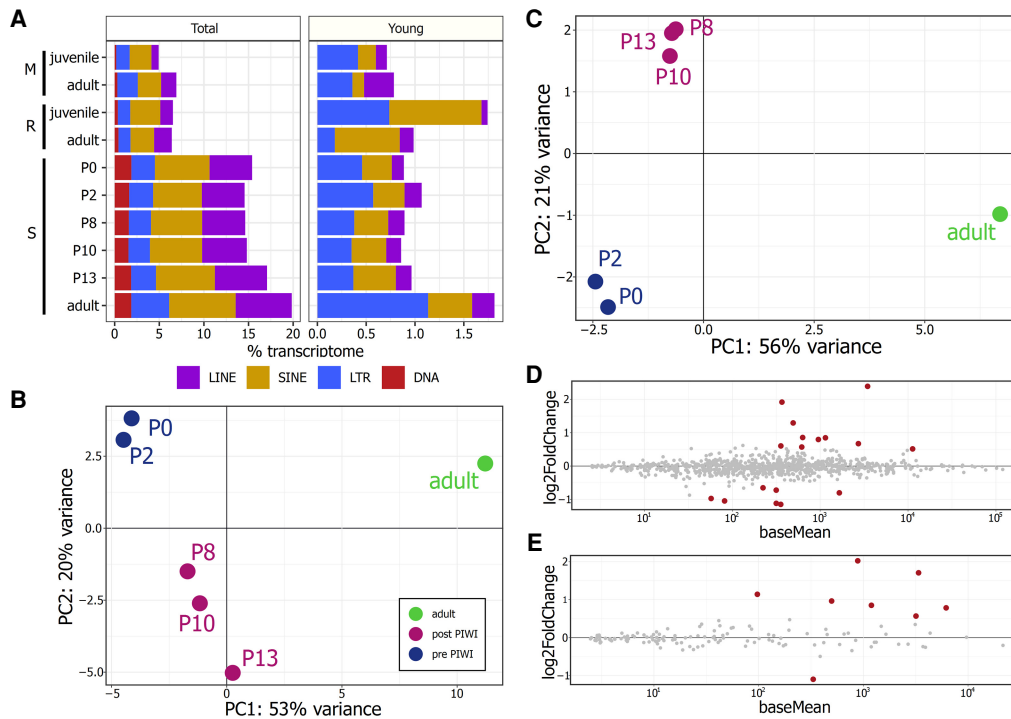 A
Total
Young
M
juvenile
adult
R
juvenile
adult
S
P0
P2
P8
P10
P13
adult
0 5 10 15 20
0.0 0.5 1.0 1.5
% transcriptome
LINE SINE LTR DNA
B
PC2: 20% variance
2.5
0.0
−2.5
−5.0
P0
P2
adult
P8
P10
P13
adult
post PIWI
pre PIWI
−5 0 5 10
PC1: 53% variance
C
PC2: 21% variance
2
1
0
−1
−2
P13
P8
P10
adult
P2
P0
−2.5 0.0 2.5 5.0
PC1: 56% variance
D
log2FoldChange
2
1
0
−1
10¹ 10² 10³ 10⁴ 10⁵
baseMean
E
log2FoldChange
2
1
0
−1
10¹ 10² 10³ 10⁴
baseMean